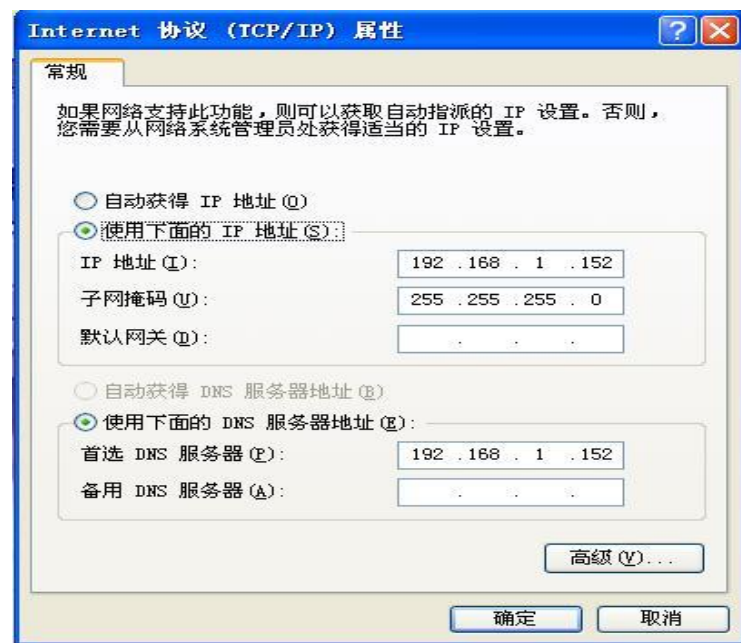 Internet 协议 (TCP/IP) 属性
常规
如果网络支持此功能，则可以获取自动指派的 IP 设置。否则，
您需要从网络系统管理员处获得适当的 IP 设置。
自动获得 IP 地址(O)
使用下面的 IP 地址(S):
IP 地址(I): 192 .168 . 1 .152
子网掩码(U): 255 .255 .255 . 0
默认网关(D): . . .
自动获得 DNS 服务器地址(B)
使用下面的 DNS 服务器地址(E):
首选 DNS 服务器(P): 192 .168 . 1 .152
备用 DNS 服务器(A): . . .
高级(V)...
确定 取消